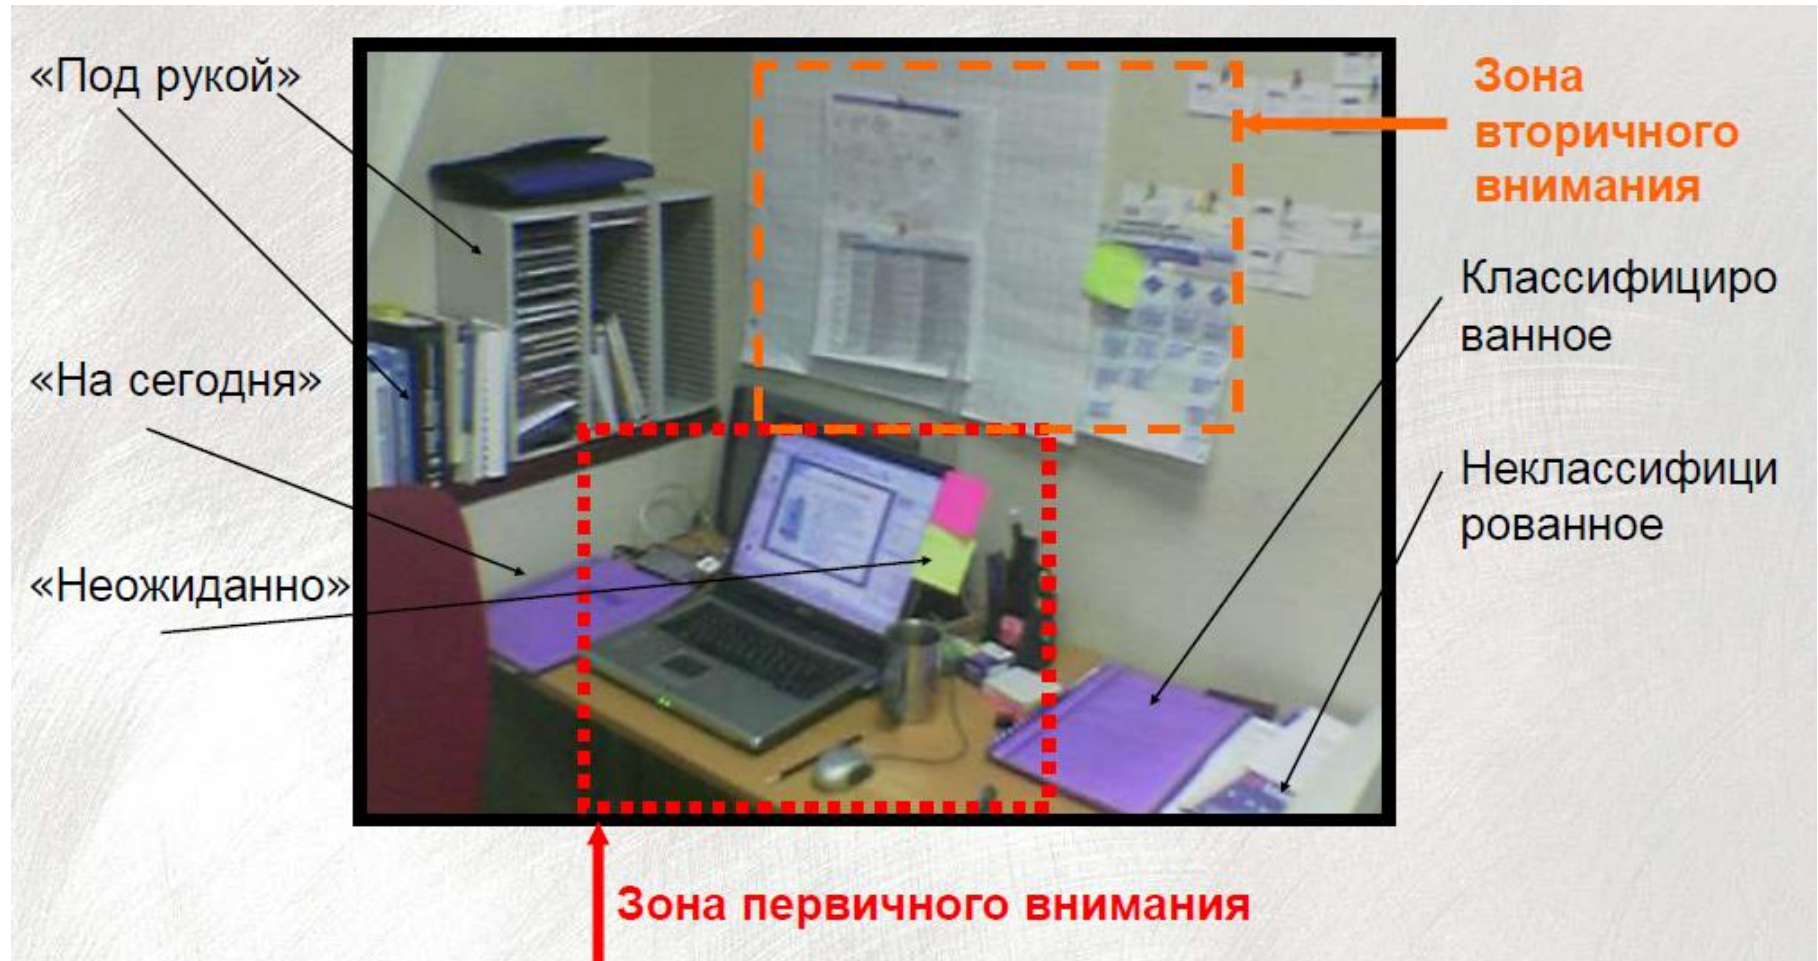 «Под рукой»
«На сегодня»
«Неожиданно»
Зона
вторичного
внимания
Классифициро
ванное
Неклассифици
рованное
Зона первичного внимания